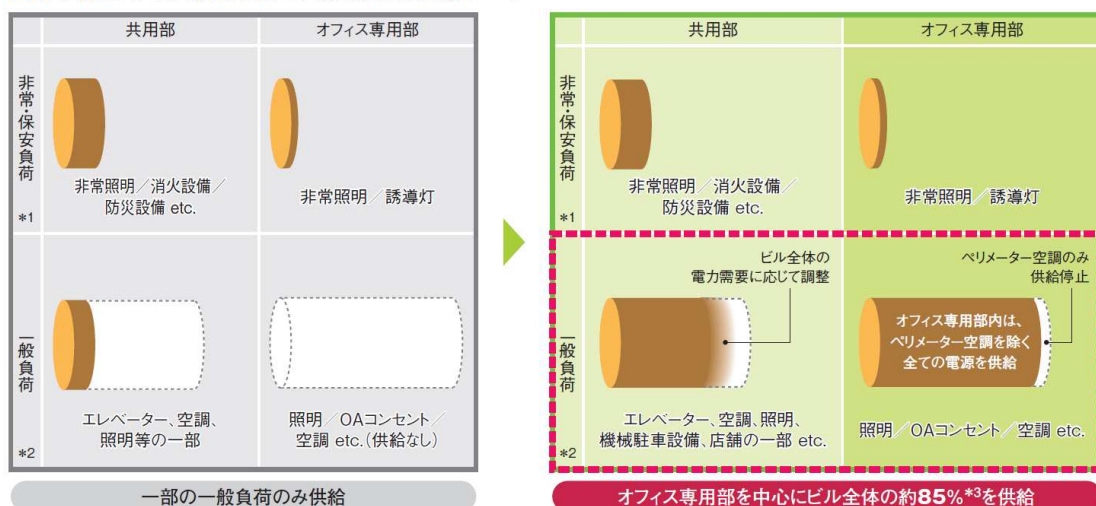 共用部
オフィス専用部
非常・保安負荷
*1
非常照明／消火設備／
防災設備 etc.
非常照明／誘導灯
一般負荷
*2
エレベーター、空調、
照明等の一部
照明／OAコンセント／
空調 etc.(供給なし)
一部の一般負荷のみ供給
共用部
オフィス専用部
非常・保安負荷
*1
非常照明／消火設備／
防災設備 etc.
非常照明／誘導灯
一般負荷
*2
ビル全体の
電力需要に応じて調整
エレベーター、空調、照明、
機械駐車設備、店舗の一部 etc.
ペリメーター空調のみ
供給停止
オフィス専用部内は、
ペリメーター空調を除く
全ての電源を供給
照明／OAコンセント／空調 etc.
オフィス専用部を中心にビル全体の約85%*3を供給